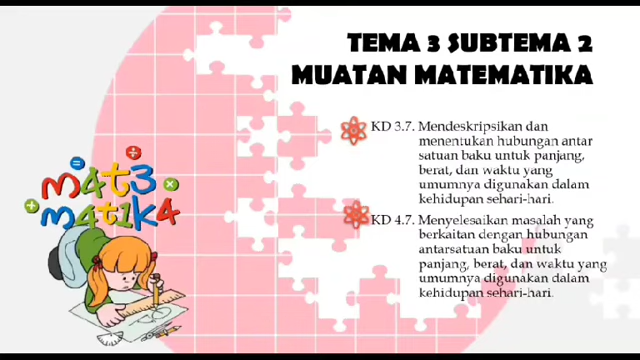 TEMA 3 SUBTEMA 2
MUATAN MATEMATIKA
KD 3.7. Mendeskripsikan dan
menentukan hubungan antar
satuan baku untuk panjang,
berat, dan waktu yang
umumnya digunakan dalam
kehidupan sehari-hari.
KD 4.7. Menyelesaikan masalah yang
berkaitan dengan hubungan
antarsatuan baku untuk
panjang, berat, dan waktu yang
umumnya digunakan dalam
kehidupan sehari-hari.
m4t3
m4t1k4